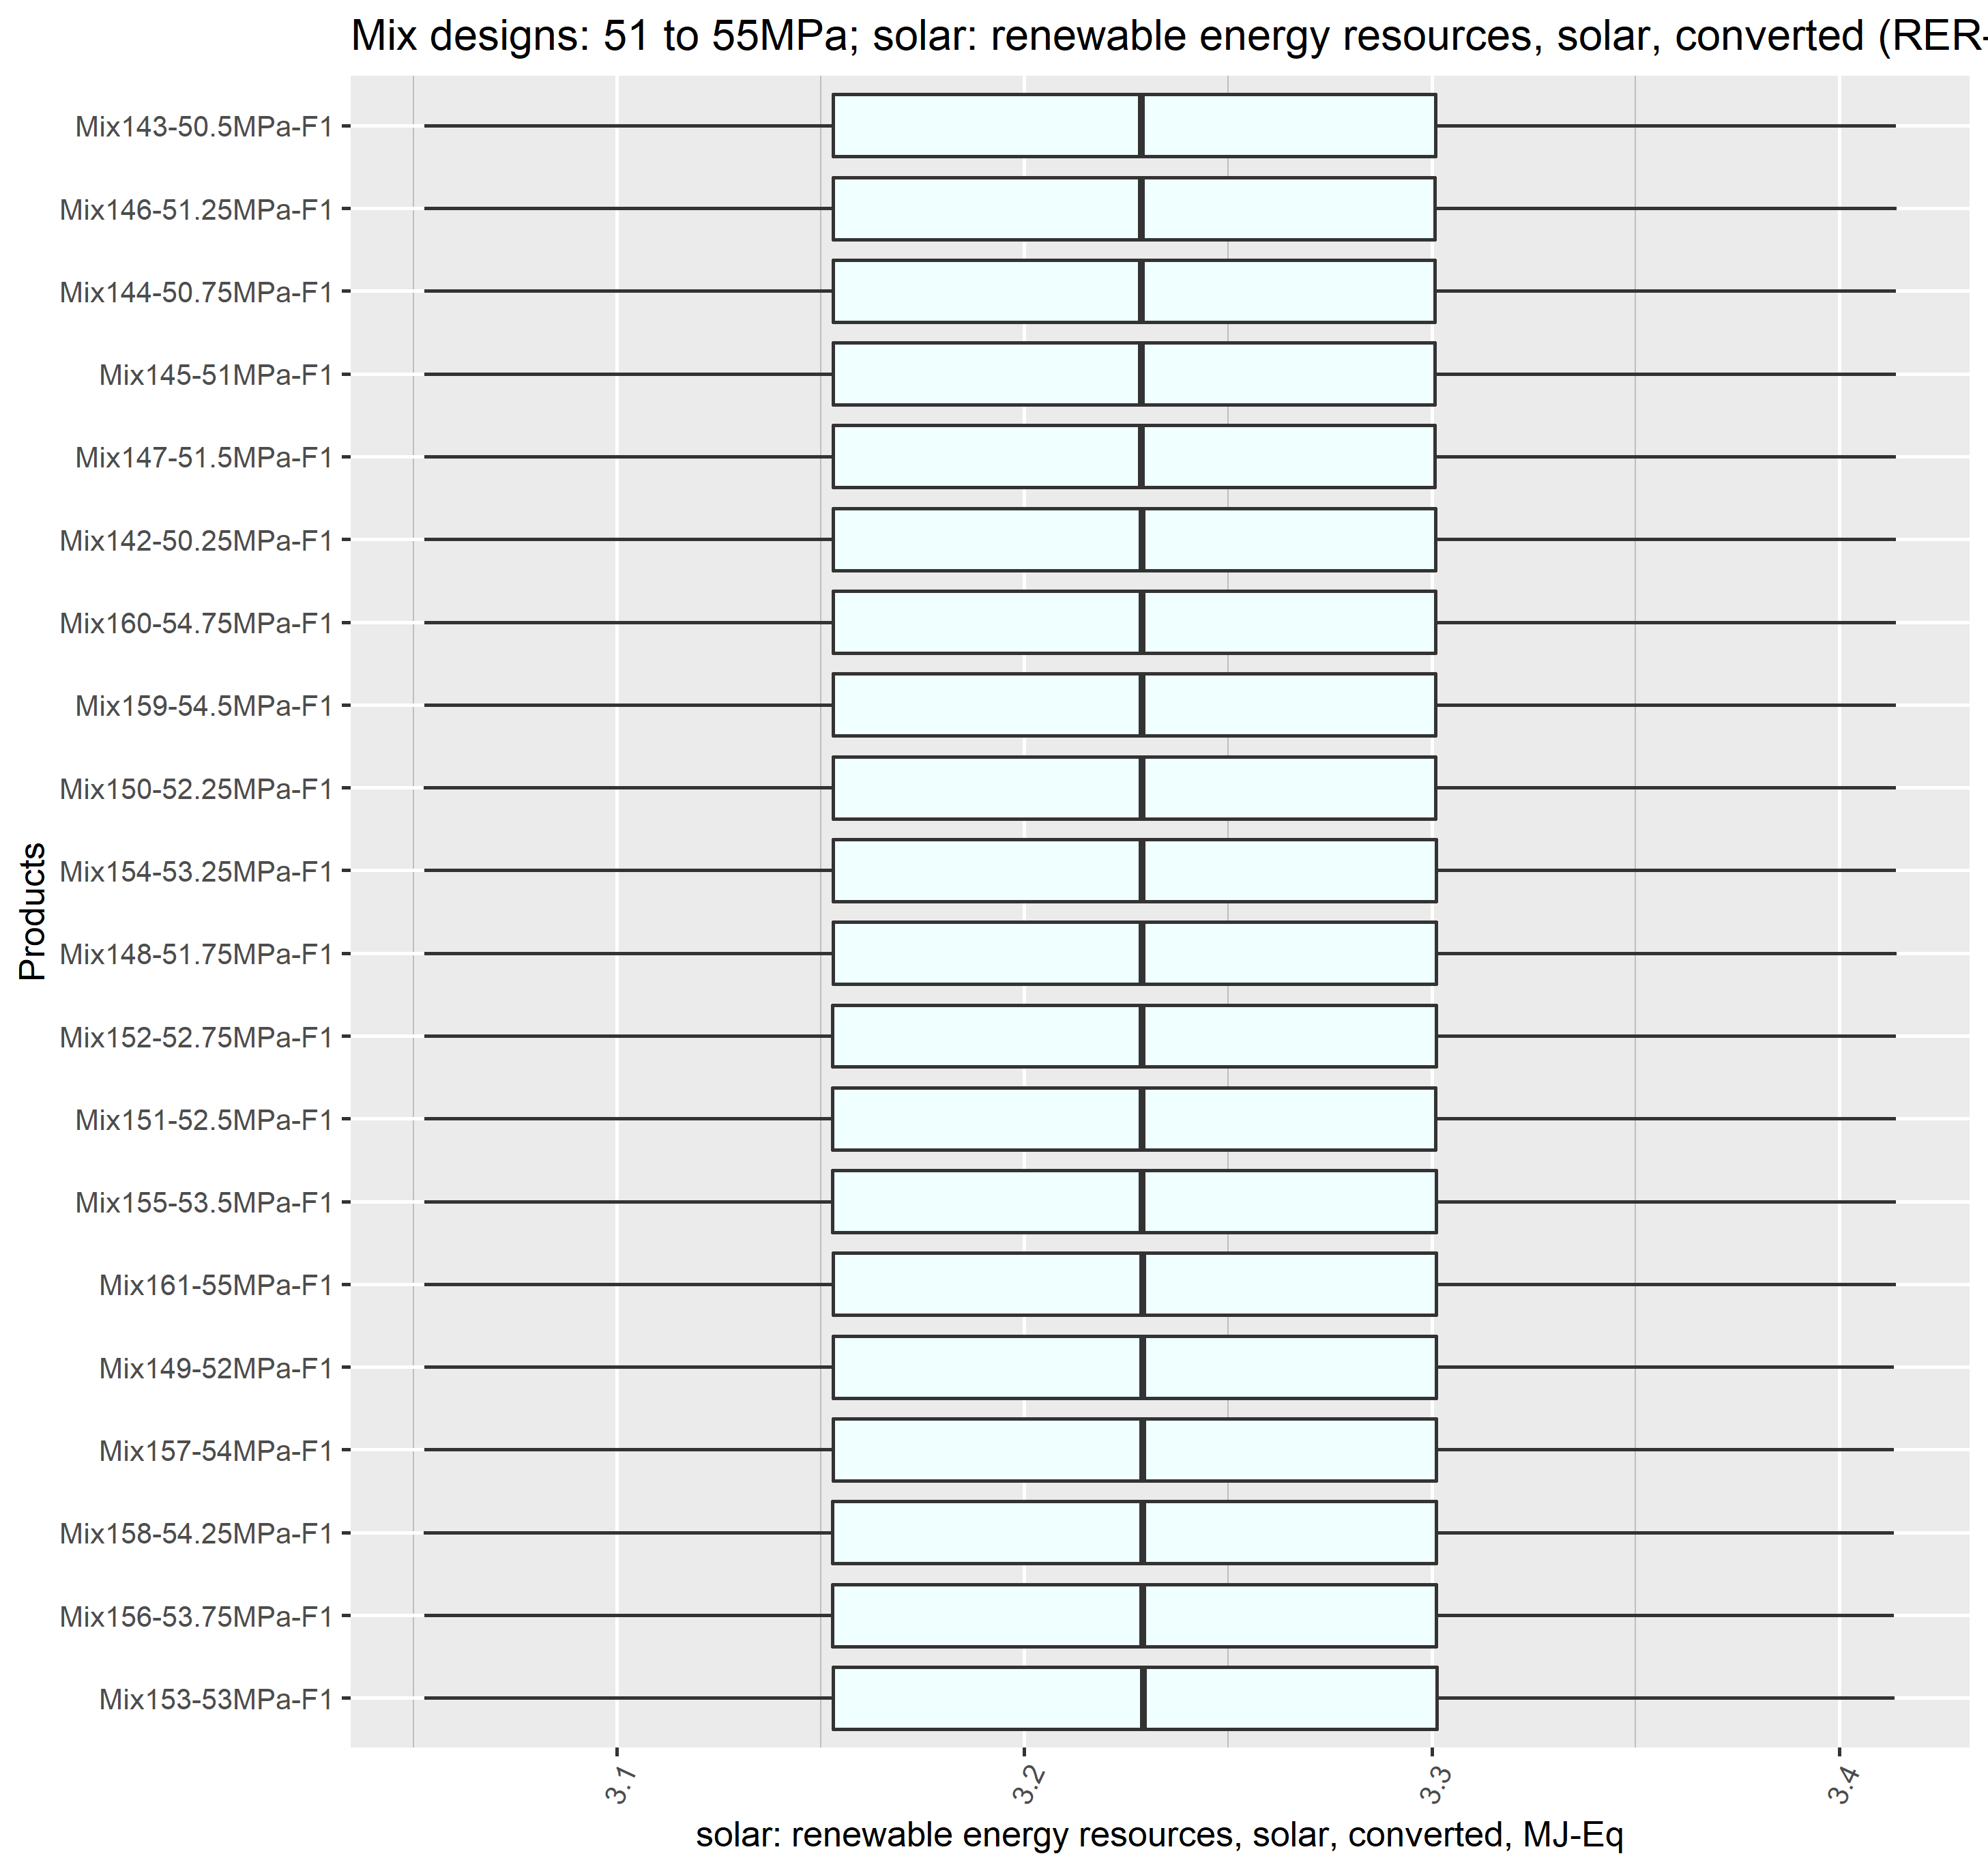 Mix designs: 51 to 55MPa; solar: renewable energy resources, solar, converted (RER-
Mix143-50.5MPa-F1
Mix146-51.25MPa-F1
Mix144-50.75MPa-F1
Mix145-51MPa-F1
Mix147-51.5MPa-F1
Mix142-50.25MPa-F1
Mix160-54.75MPa-F1
Mix159-54.5MPa-F1
Mix150-52.25MPa-F1
Mix154-53.25MPa-F1
Mix148-51.75MPa-F1
Mix152-52.75MPa-F1
Mix151-52.5MPa-F1
Mix155-53.5MPa-F1
Mix161-55MPa-F1
Mix149-52MPa-F1
Mix157-54MPa-F1
Mix158-54.25MPa-F1
Mix156-53.75MPa-F1
Mix153-53MPa-F1
Products
3.1
3.2
3.3
3.4
solar: renewable energy resources, solar, converted, MJ-Eq